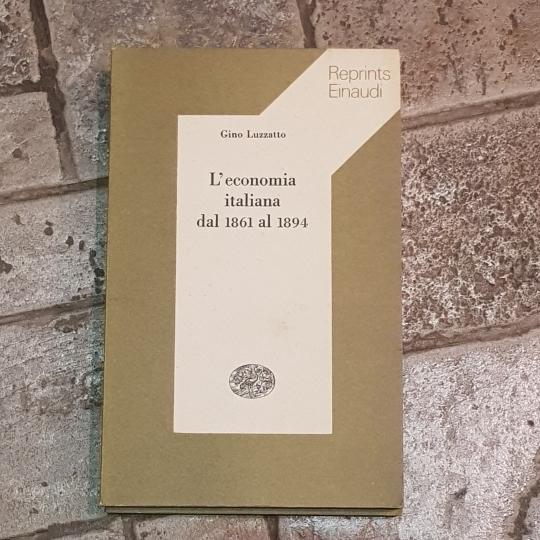 Reprints
Einaudi
Gino Luzzatto
L'economia
italiana
dal 1861 al 1894